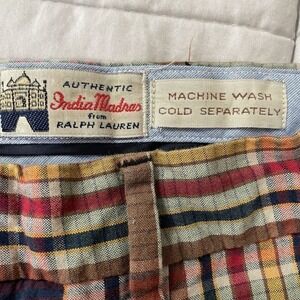 AUTHENTIC
India Madras
from
RALPH LAUREN
MACHINE WASH
COLD SEPARATELY